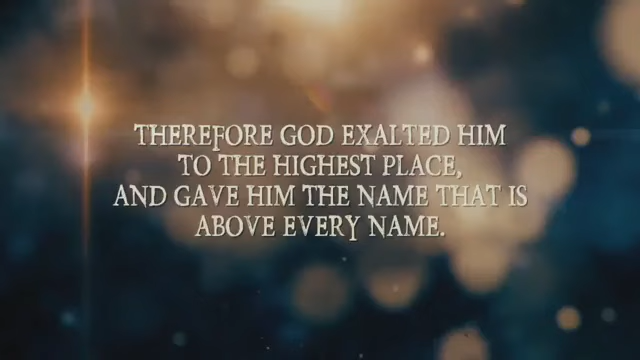 THEREFORE GOD EXALTED HIM
TO THE HIGHEST PLACE,
AND GAVE HIM THE NAME THAT IS
ABOVE EVERY NAME.